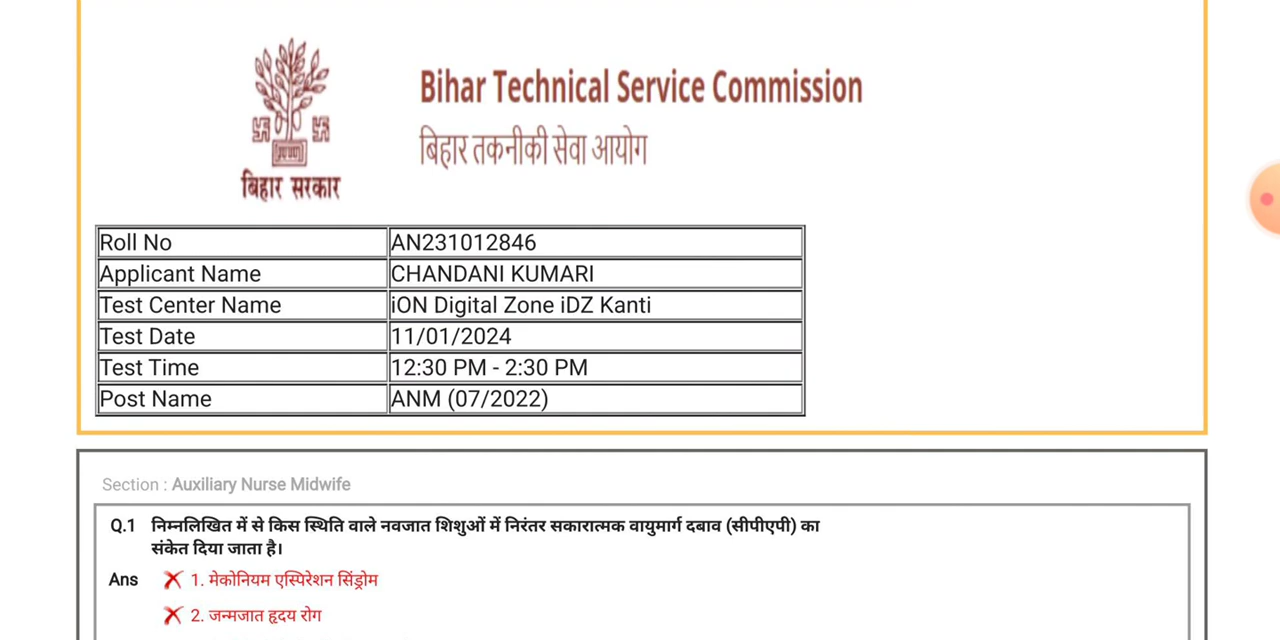 Bihar Technical Service Commission
बिहार तकनीकी सेवा आयोग
बिहार सरकार
Roll No AN231012846
Applicant Name CHANDANI KUMARI
Test Center Name iON Digital Zone iDZ Kanti
Test Date 11/01/2024
Test Time 12:30 PM - 2:30 PM
Post Name ANM (07/2022)
Section : Auxiliary Nurse Midwife
Q.1 निम्नलिखित में से किस स्थिति वाले नवजात शिशुओं में निरंतर सकारात्मक वायुमार्ग दबाव (सीपीएपी) का
संकेत दिया जाता है।
Ans 1. मेकोनियम एस्पिरेशन सिंड्रोम
2. जन्मजात हृदय रोग